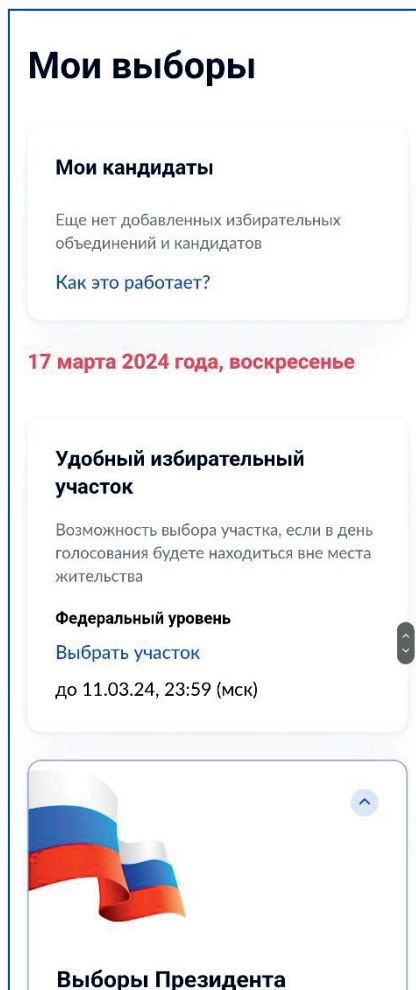 Мои выборы
Мои кандидаты
Еще нет добавленных избирательных
объединений и кандидатов
Как это работает?
17 марта 2024 года, воскресенье
Удобный избирательный
участок
Возможность выбора участка, если в день
голосования будете находиться вне места
жительства
Федеральный уровень
Выбрать участок
до 11.03.24, 23:59 (мск)
Выборы Президента